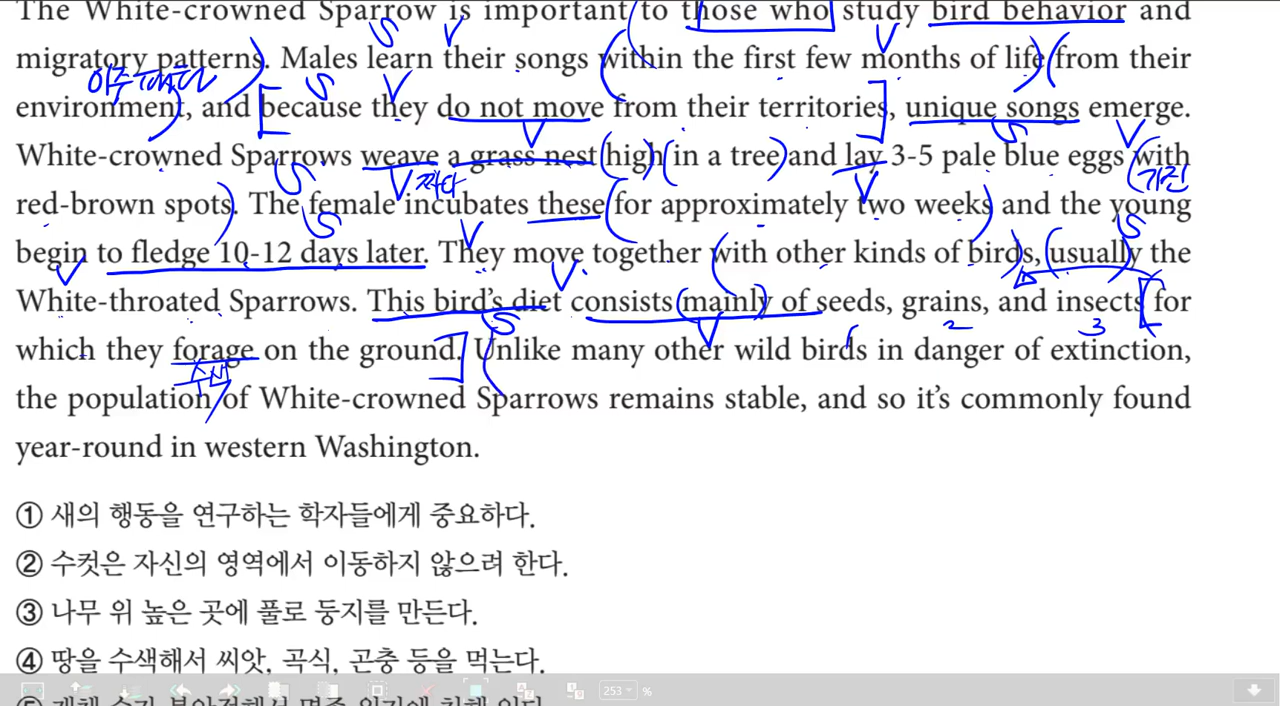 The White-crowned Sparrow is important to those who study bird behavior and
migratory patterns. Males learn their songs within the first few months of life from their
environment, and because they do not move from their territories, unique songs emerge.
White-crowned Sparrows weave a grass nest high in a tree and lay 3-5 pale blue eggs with
짜다
가진
red-brown spots. The female incubates these for approximately two weeks and the young
begin to fledge 10-12 days later. They move together with other kinds of birds, usually the
White-throated Sparrows. This bird's diet consists mainly of seeds, grains, and insects for
1 2 3
which they forage on the ground. Unlike many other wild birds in danger of extinction,
the population of White-crowned Sparrows remains stable, and so it's commonly found
year-round in western Washington.
① 새의 행동을 연구하는 학자들에게 중요하다.
② 수컷은 자신의 영역에서 이동하지 않으려 한다.
③ 나무 위 높은 곳에 풀로 둥지를 만든다.
④ 땅을 수색해서 씨앗, 곡식, 곤충 등을 먹는다.
253 %